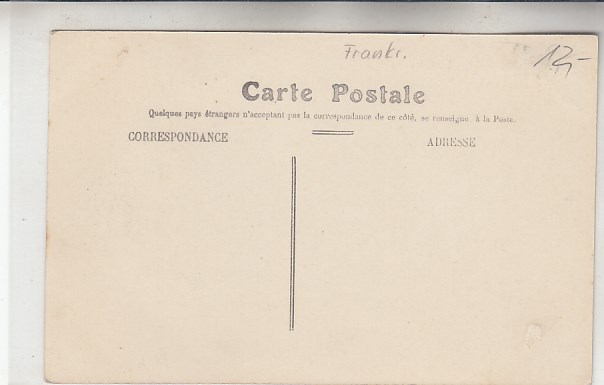 Frankr.
12,-
Carte Postale
Quelques pays étrangers n'acceptant pas la correspondance de ce côté, se renseigner à la Poste.
CORRESPONDANCE
ADRESSE